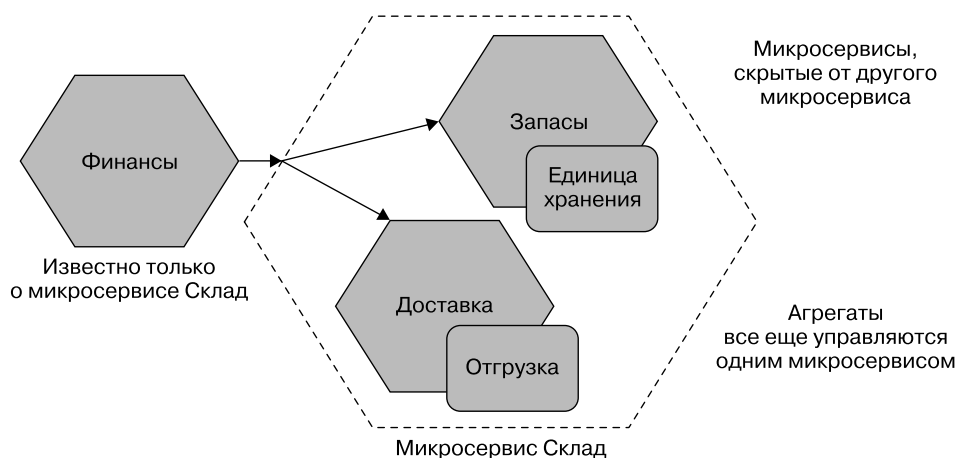 Финансы
Известно только
о микросервисе Склад
Запасы
Единица
хранения
Доставка
Отгрузка
Микросервис Склад
Микросервисы,
скрытые от другого
микросервиса
Агрегаты
все еще управляются
одним микросервисом